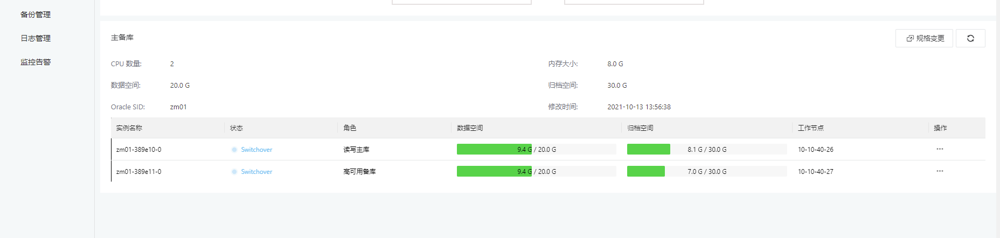 备份管理
日志管理
监控告警
主备库
规格变更
CPU 数量: 2 内存大小: 8.0 G
数据空间: 20.0 G 归档空间: 30.0 G
Oracle SID: zm01 修改时间: 2021-10-13 13:56:38
实例名称 状态 角色 数据空间 归档空间 工作节点 操作
zm01-389e10-0 Switchover 读写主库 9.4 G / 20.0 G 8.1 G / 30.0 G 10-10-40-26 ···
zm01-389e11-0 Switchover 高可用备库 9.4 G / 20.0 G 7.0 G / 30.0 G 10-10-40-27 ···